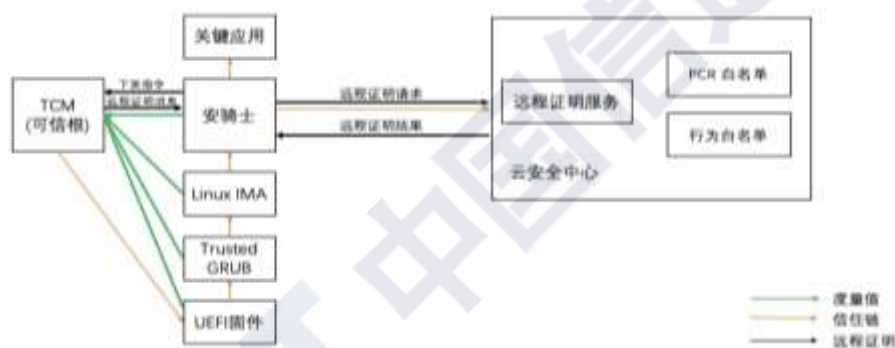 关键应用
下发指令
远程证明消息
TCM
(可信根)
安骑士
远程证明请求
远程证明结果
远程证明服务
PCR 白名单
行为白名单
云安全中心
Linux IMA
Trusted
GRUB
UEFI固件
度量值
信任链
远程证明